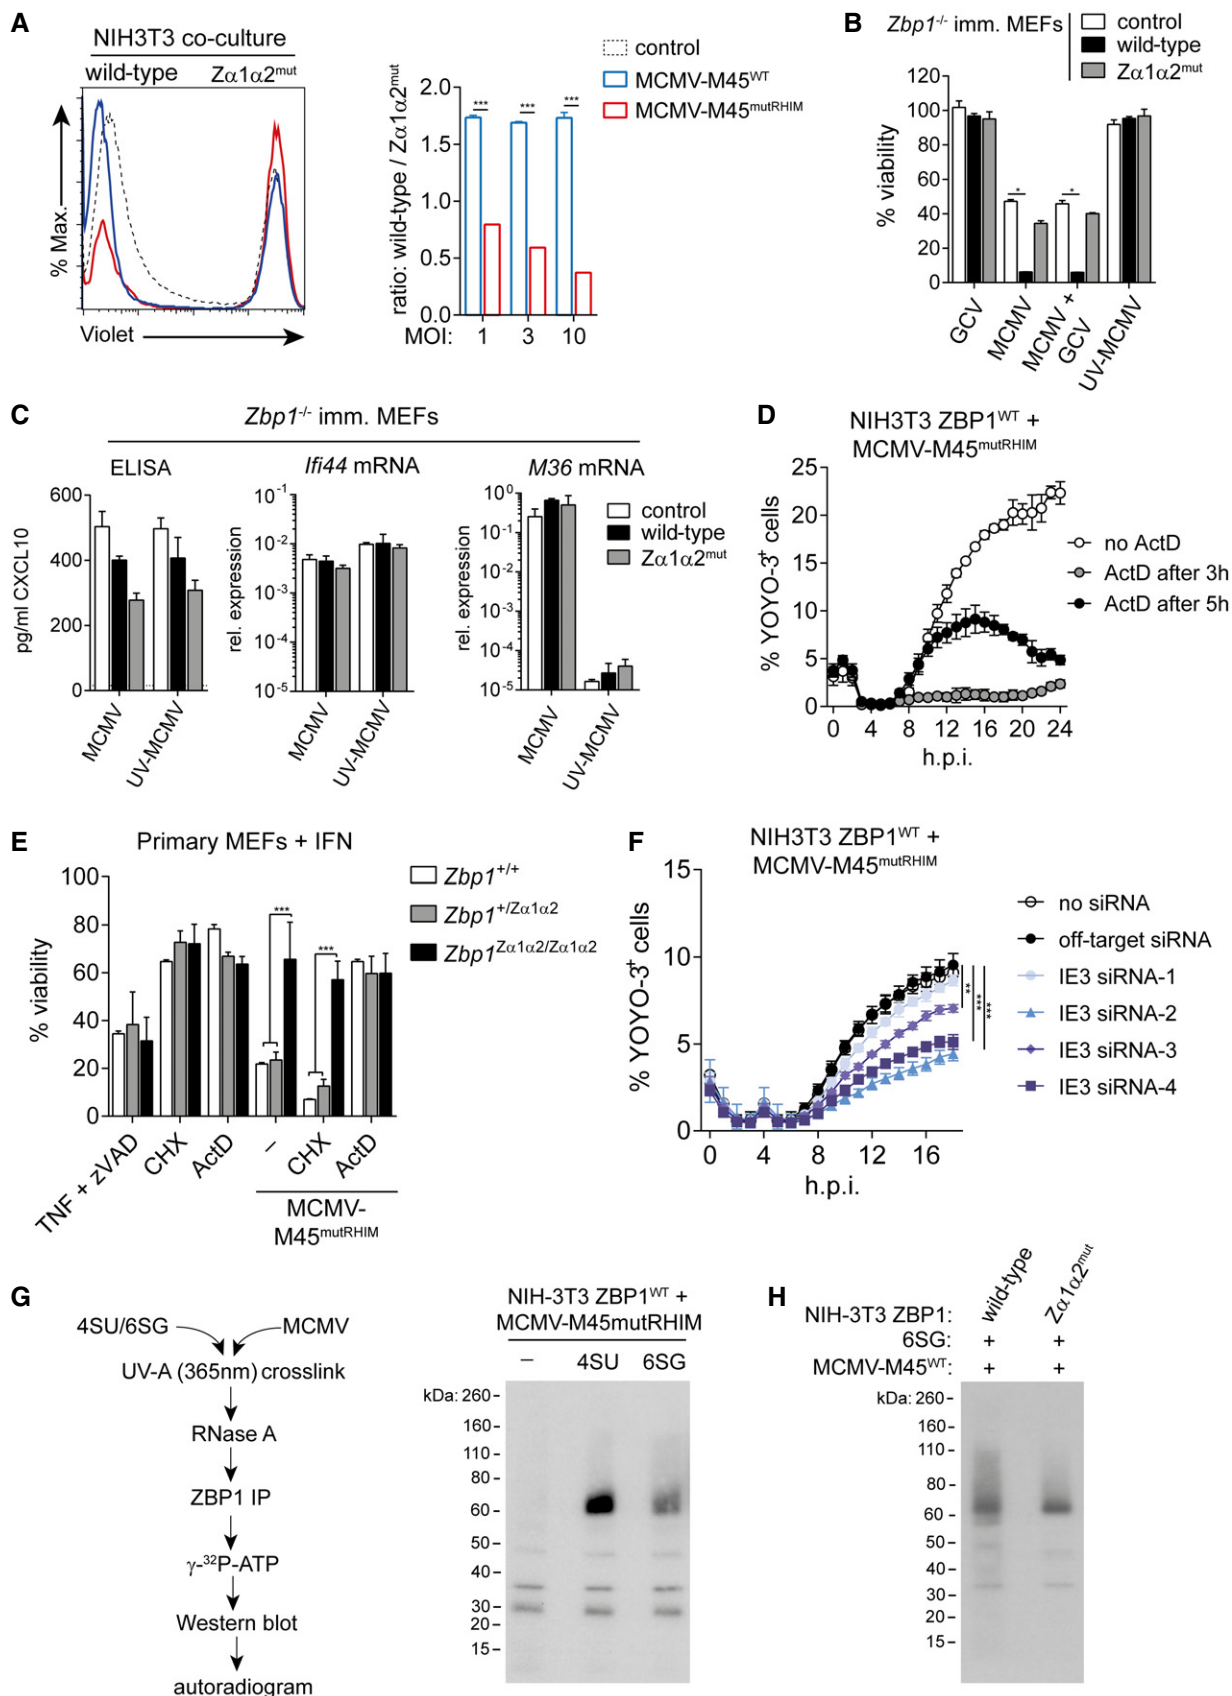 A
NIH3T3 co-culture
wild-type Zα1α2mut
% Max.
Violet
control
MCMV-M45WT
MCMV-M45mutRHIM
ratio: wild-type / Zα1α2mut
2.0
1.5
1.0
0.5
0.0
*** *** ***
MOI: 1 3 10
B
Zbp1-/- imm. MEFs
control
wild-type
Zα1α2mut
% viability
120
100
80
60
40
20
0
* *
GCV
MCMV
MCMV + GCV
UV-MCMV
C
Zbp1-/- imm. MEFs
ELISA
pg/ml CXCL10
600
400
200
0
MCMV
UV-MCMV
Ifi44 mRNA
rel. expression
10-1
10-2
10-3
10-4
10-5
MCMV
UV-MCMV
M36 mRNA
rel. expression
100
10-1
10-2
10-3
10-4
10-5
MCMV
UV-MCMV
control
wild-type
Zα1α2mut
D
NIH3T3 ZBP1WT +
MCMV-M45mutRHIM
% YOYO-3+ cells
25
20
15
10
5
0
0 4 8 12 16 20 24
h.p.i.
no ActD
ActD after 3h
ActD after 5h
E
Primary MEFs + IFN
% viability
100
80
60
40
20
0
*** ***
Zbp1+/+
Zbp1+/Zα1α2
Zbp1Zα1α2/Zα1α2
TNF + zVAD
CHX
ActD
–
CHX
ActD
MCMV-
M45mutRHIM
F
NIH3T3 ZBP1WT +
MCMV-M45mutRHIM
% YOYO-3+ cells
15
10
5
0
0 4 8 12 16
h.p.i.
** *** ***
no siRNA
off-target siRNA
IE3 siRNA-1
IE3 siRNA-2
IE3 siRNA-3
IE3 siRNA-4
G
4SU/6SG MCMV
UV-A (365nm) crosslink
RNase A
ZBP1 IP
γ-32P-ATP
Western blot
autoradiogram
NIH-3T3 ZBP1WT +
MCMV-M45mutRHIM
– 4SU 6SG
kDa: 260
160
110
80
60
50
40
30
20
15
H
wild-type Zα1α2mut
NIH-3T3 ZBP1:
6SG: + +
MCMV-M45WT: + +
kDa: 260
160
110
80
60
50
40
30
20
15